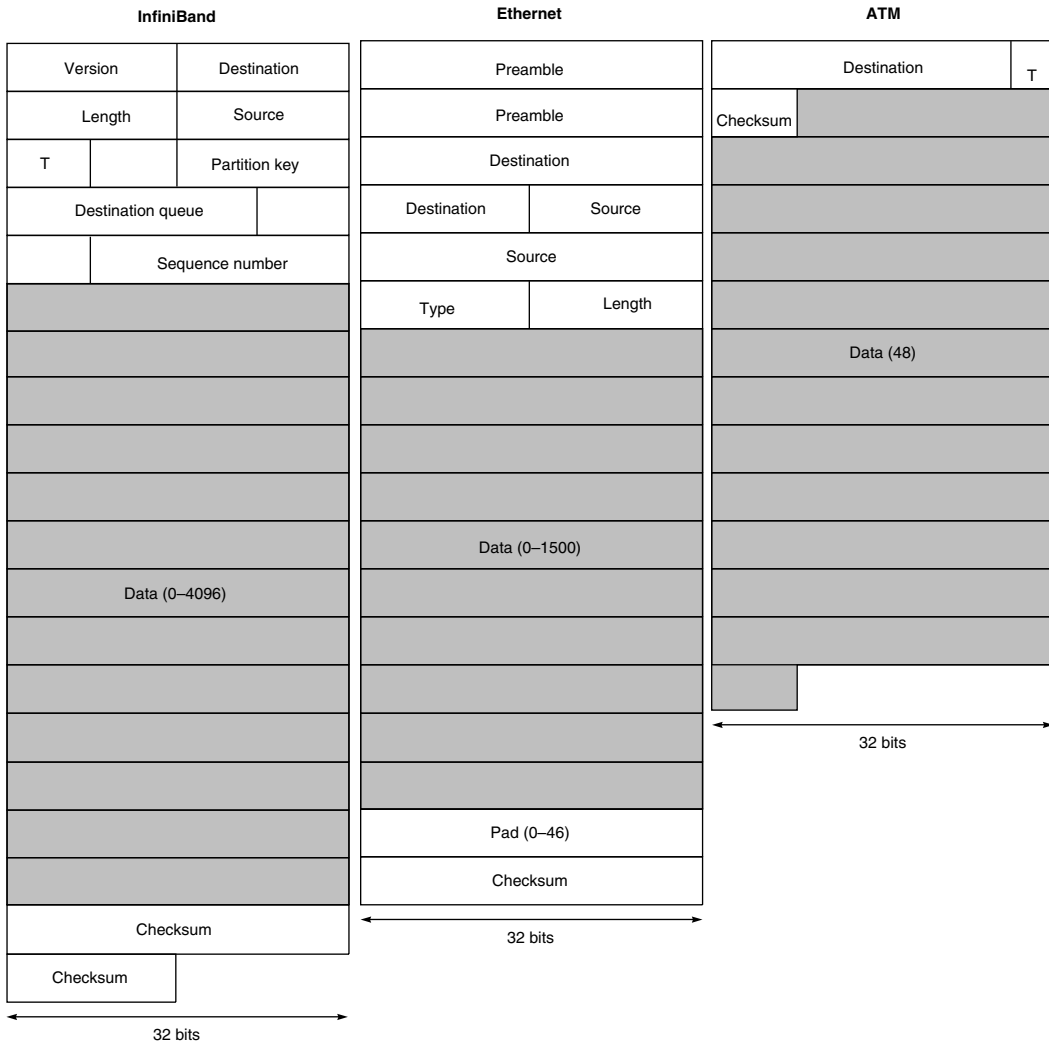 InfiniBand
Version Destination
Length Source
T Partition key
Destination queue
Sequence number
Data (0–4096)
Checksum
Checksum
32 bits
Ethernet
Preamble
Preamble
Destination
Destination Source
Source
Type Length
Data (0–1500)
Pad (0–46)
Checksum
32 bits
ATM
Destination T
Checksum
Data (48)
32 bits